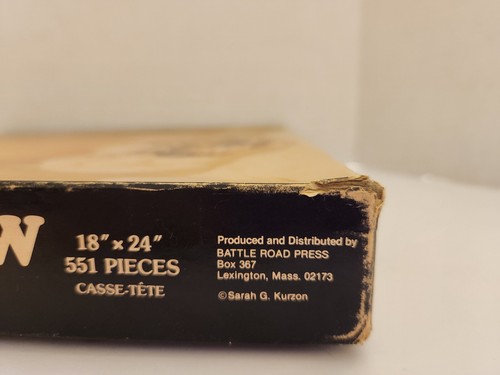 W
18" x 24"
551 PIECES
CASSE-TÊTE
Produced and Distributed by
BATTLE ROAD PRESS
Box 367
Lexington, Mass. 02173
©Sarah G. Kurzon